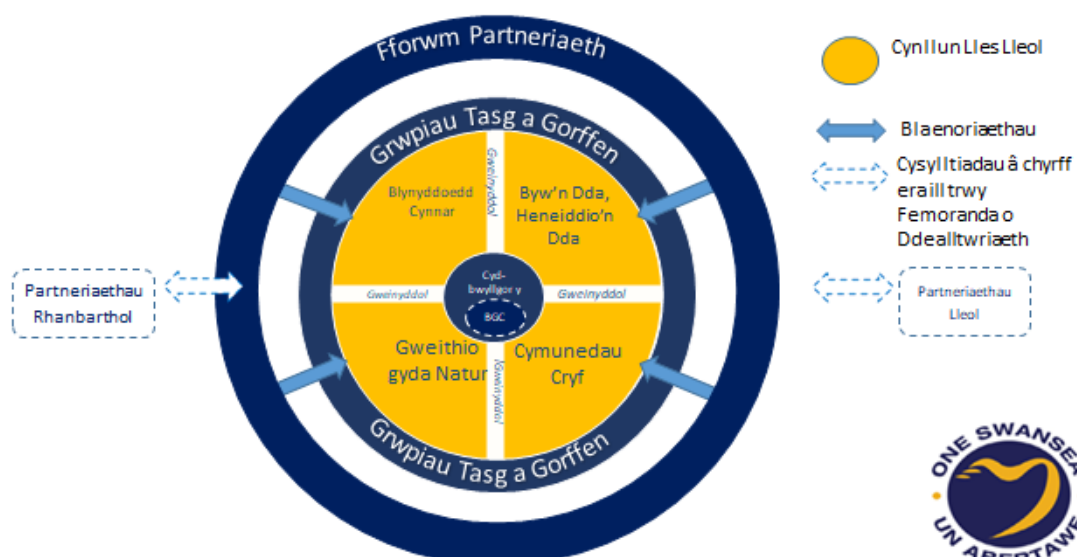 Fforwm Partneriaeth
Grwpiau Tasg a Gorffen
Blynyddoedd
Cynnar
Gweinyddol
Byw'n Dda,
Heneiddio'n
Dda
Gweinyddol
Cyd-
bwyllgor y
BGC
Gweinyddol
Gweithio
gyda Natur
Gweinyddol
Cymunedau
Cryf
Grwpiau Tasg a Gorffen
Partneriaethau
Rhanbarthol
Cynllun Lles Lleol
Blaenoriaethau
Cysylltiadau â chyrff
eraill trwy
Femoranda o
Ddealltwriaeth
Partneriaethau
Lleol
ONE SWANSEA
UN ABERTAWE